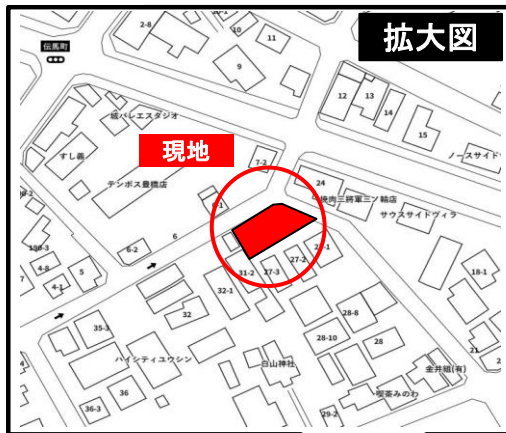 拡大図
2-8
10
11
伝馬町
9
12
13
14
15
城バレエスタジオ
すし義
現地
7-2
ノースサイドヴ
テンポス豊橋店
24
焼肉三將軍三ノ輪店
サウスサイドヴィラ
6
6-2
190-3
4-8
4-1
5
31-2
27-3
27-2
32-1
18-1
32
35-3
28-8
28-10
28
21
ハイシティユウシン
白山神社
金井組(有)
36
36-3
喫茶みのわ
29-2